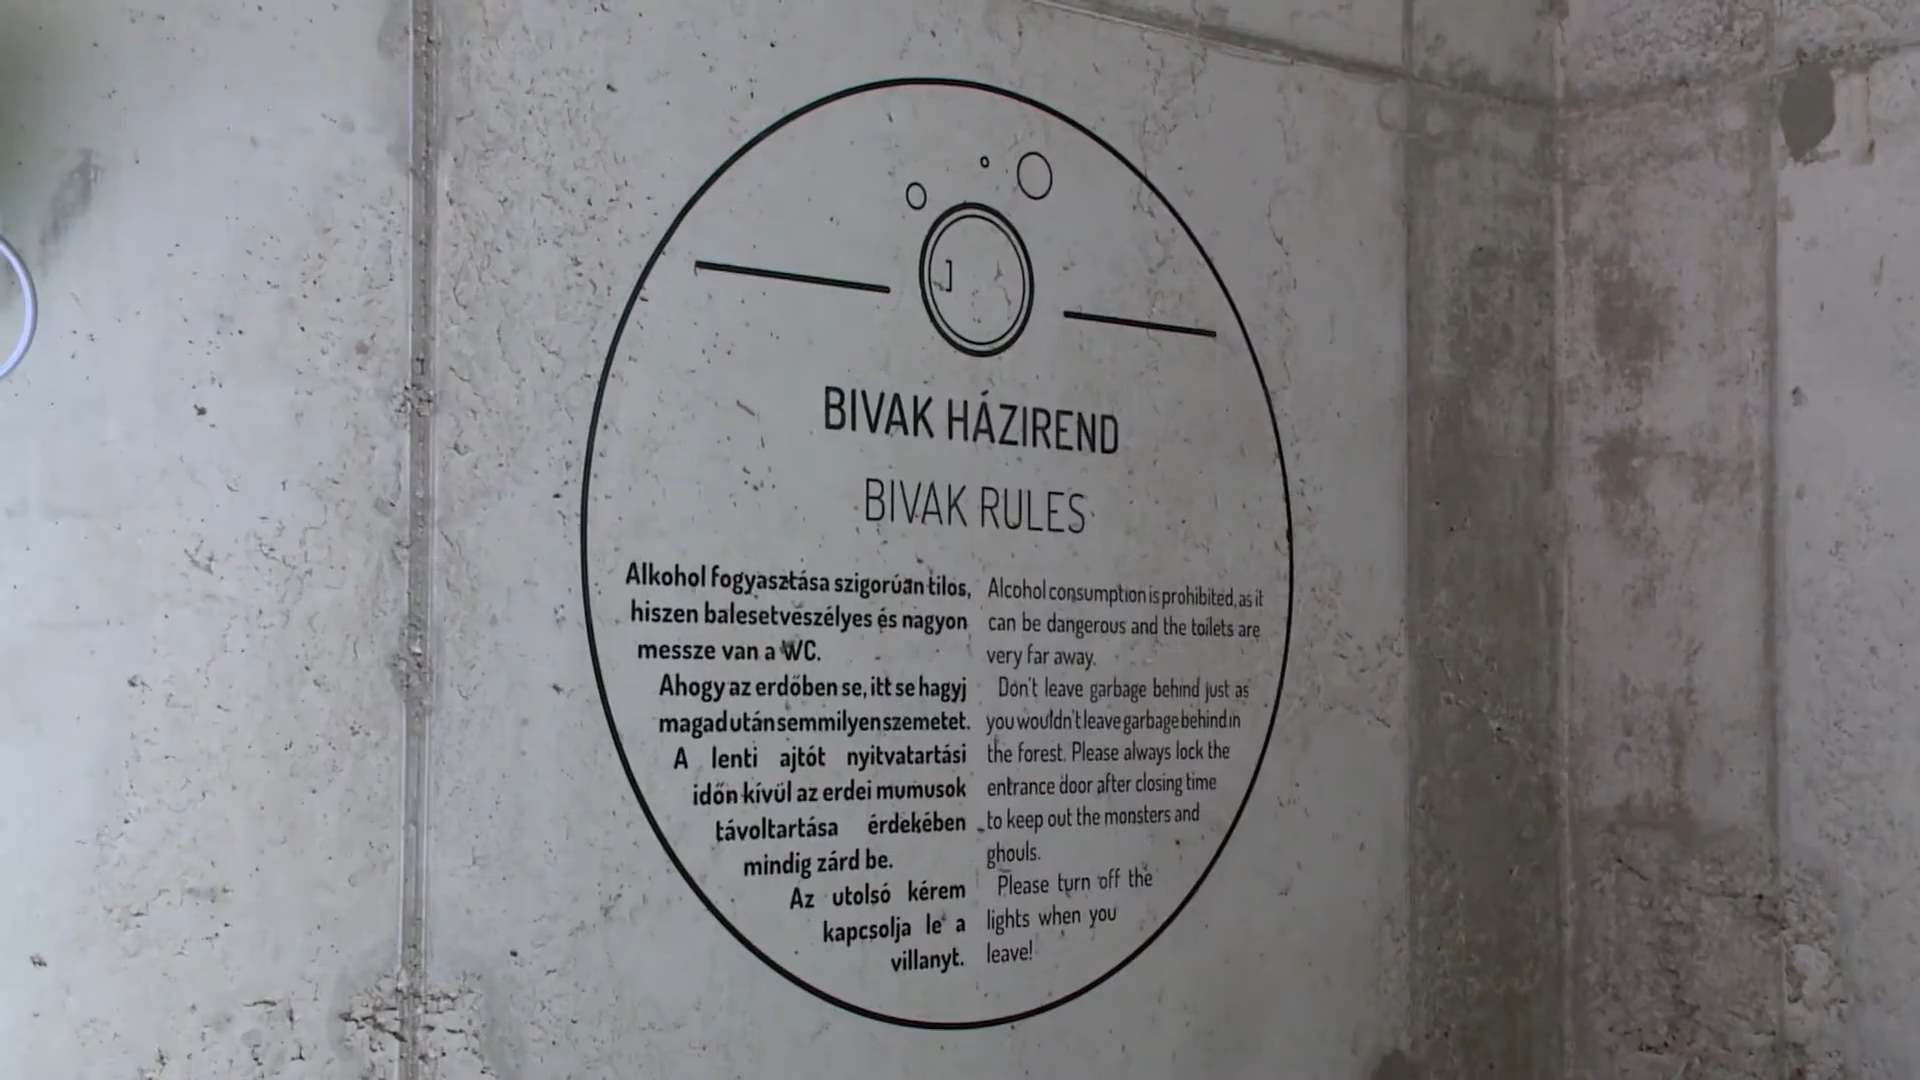 BIVAK HÁZIREND
BIVAK RULES
Alkohol fogyasztása szigorúan tilos,
hiszen balesetveszélyes és nagyon
messze van a WC.
Ahogy az erdőben se, itt se hagyj
magad után semmilyen szemetet.
A lenti ajtót nyitvatartási
időn kívül az erdei mumusok
távoltartása érdekében
mindig zárd be.
Az utolsó kérem
kapcsolja le a
villanyt.
Alcohol consumption is prohibited, as it
can be dangerous and the toilets are
very far away.
Don't leave garbage behind just as
you wouldn't leave garbage behind in
the forest. Please always lock the
entrance door after closing time
to keep out the monsters and
ghouls.
Please turn off the
lights when you
leave!